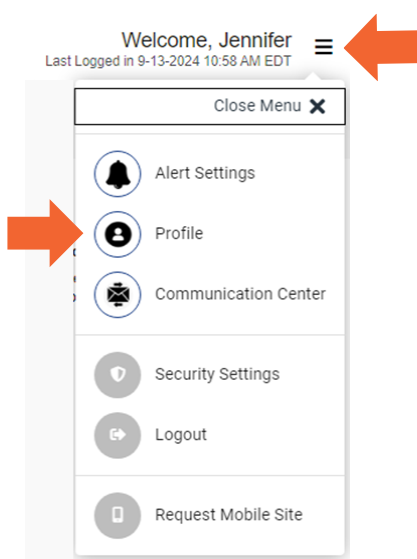 Welcome, Jennifer
Last Logged in 9-13-2024 10:58 AM EDT
Close Menu
Alert Settings
Profile
Communication Center
Security Settings
Logout
Request Mobile Site